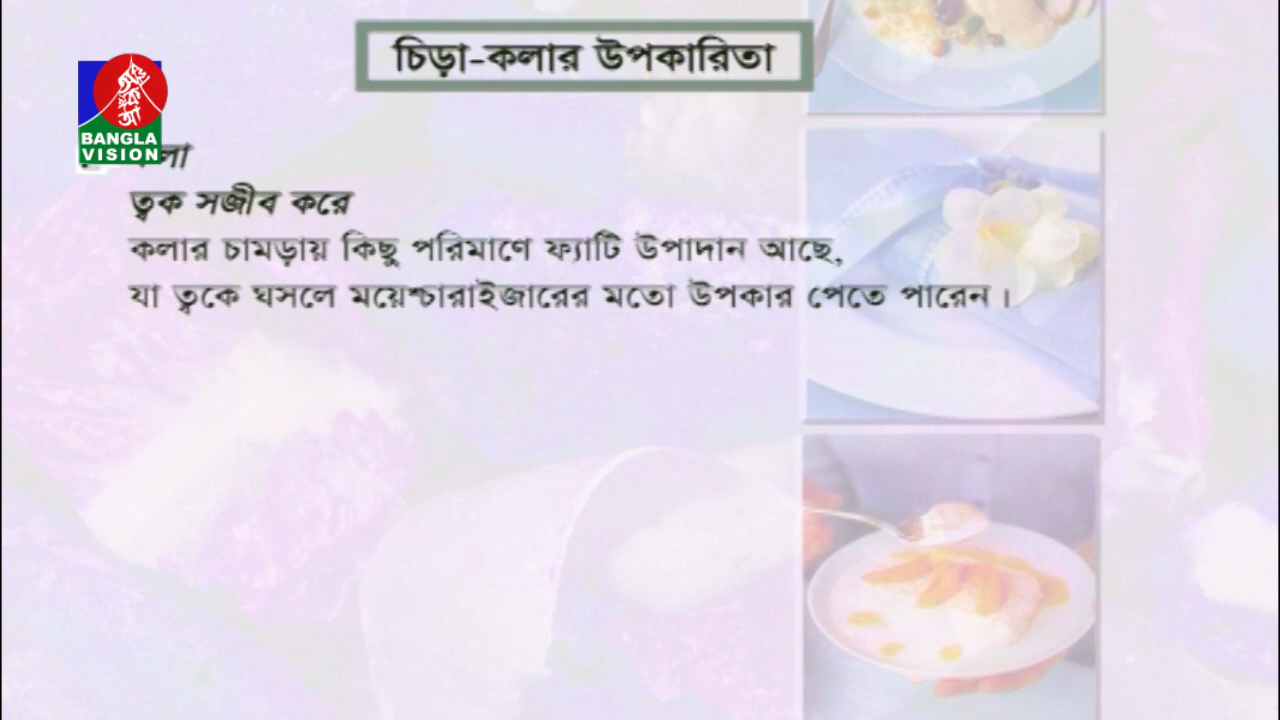 চিড়া-কলার উপকারিতা
BANGLA
VISION
ত্বক সজীব করে
কলার চামড়ায় কিছু পরিমাণে ফ্যাটি উপাদান আছে,
যা ত্বকে ঘসলে ময়েশ্চারাইজারের মতো উপকার পেতে পারেন।